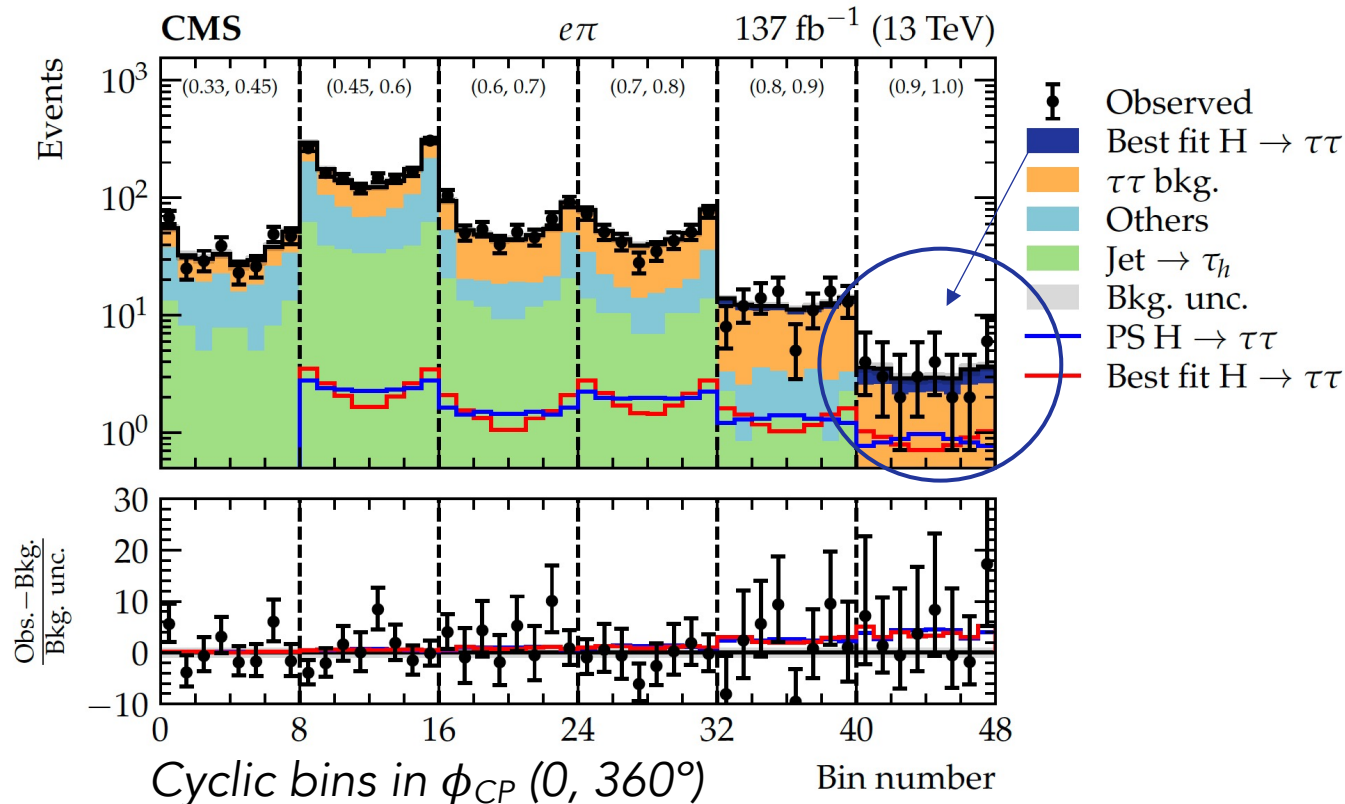 CMS eπ 137 fb⁻¹ (13 TeV)
Events
10³
10²
10¹
10⁰
(0.33, 0.45) (0.45, 0.6) (0.6, 0.7) (0.7, 0.8) (0.8, 0.9) (0.9, 1.0)
Observed
Best fit H → ττ
ττ bkg.
Others
Jet → τₕ
Bkg. unc.
PS H → ττ
Best fit H → ττ
Obs.−Bkg.
Bkg. unc.
30
20
10
0
−10
0 8 16 24 32 40 48
Cyclic bins in ϕCP (0, 360°)
Bin number